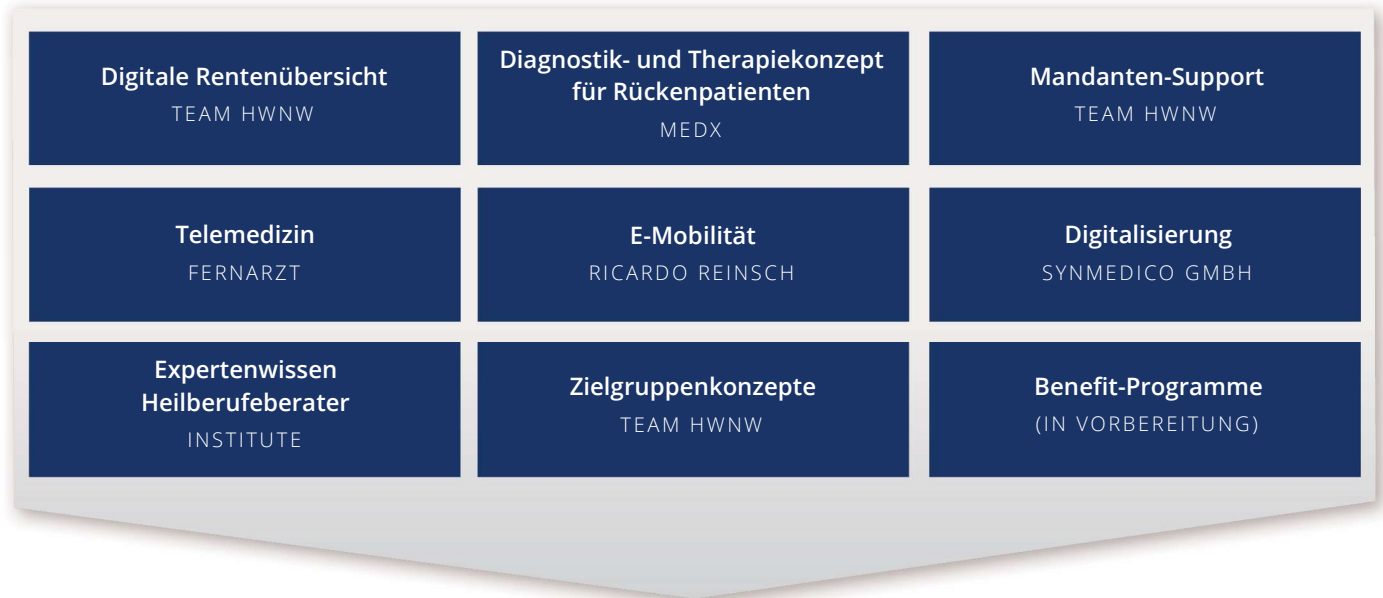 Digitale Rentenübersicht
TEAM HWNW
Diagnostik- und Therapiekonzept
für Rückenpatienten
MEDX
Mandanten-Support
TEAM HWNW
Telemedizin
FERNARZT
E-Mobilität
RICARDO REINSCH
Digitalisierung
SYNMEDICO GMBH
Expertenwissen
Heilberufeberater
INSTITUTE
Zielgruppenkonzepte
TEAM HWNW
Benefit-Programme
(IN VORBEREITUNG)